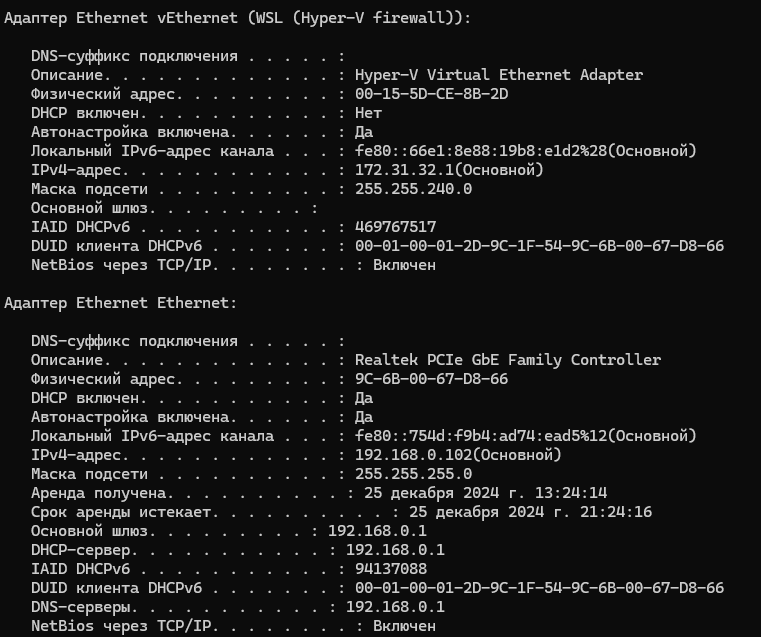 Адаптер Ethernet vEthernet (WSL (Hyper-V firewall)):
DNS-суффикс подключения . . . . . :
Описание. . . . . . . . . . . . . : Hyper-V Virtual Ethernet Adapter
Физический адрес. . . . . . . . . : 00-15-5D-CE-8B-2D
DHCP включен. . . . . . . . . . . : Нет
Автонастройка включена. . . . . . : Да
Локальный IPv6-адрес канала . . . : fe80::66e1:8e88:19b8:e1d2%28(Основной)
IPv4-адрес. . . . . . . . . . . . : 172.31.32.1(Основной)
Маска подсети . . . . . . . . . . : 255.255.240.0
Основной шлюз. . . . . . . . . :
IAID DHCPv6 . . . . . . . . . . . : 469767517
DUID клиента DHCPv6 . . . . . . . : 00-01-00-01-2D-9C-1F-54-9C-6B-00-67-D8-66
NetBios через TCP/IP. . . . . . . . : Включен
Адаптер Ethernet Ethernet:
DNS-суффикс подключения . . . . . :
Описание. . . . . . . . . . . . . : Realtek PCIe GbE Family Controller
Физический адрес. . . . . . . . . : 9C-6B-00-67-D8-66
DHCP включен. . . . . . . . . . . : Да
Автонастройка включена. . . . . . : Да
Локальный IPv6-адрес канала . . . : fe80::754d:f9b4:ad74:ead5%12(Основной)
IPv4-адрес. . . . . . . . . . . . : 192.168.0.102(Основной)
Маска подсети . . . . . . . . . . : 255.255.255.0
Аренда получена. . . . . . . . . . : 25 декабря 2024 г. 13:24:14
Срок аренды истекает. . . . . . . . . . : 25 декабря 2024 г. 21:24:16
Основной шлюз. . . . . . . . . : 192.168.0.1
DHCP-сервер. . . . . . . . . . . : 192.168.0.1
IAID DHCPv6 . . . . . . . . . . . : 94137088
DUID клиента DHCPv6 . . . . . . . : 00-01-00-01-2D-9C-1F-54-9C-6B-00-67-D8-66
DNS-серверы. . . . . . . . . . . : 192.168.0.1
NetBios через TCP/IP. . . . . . . . : Включен